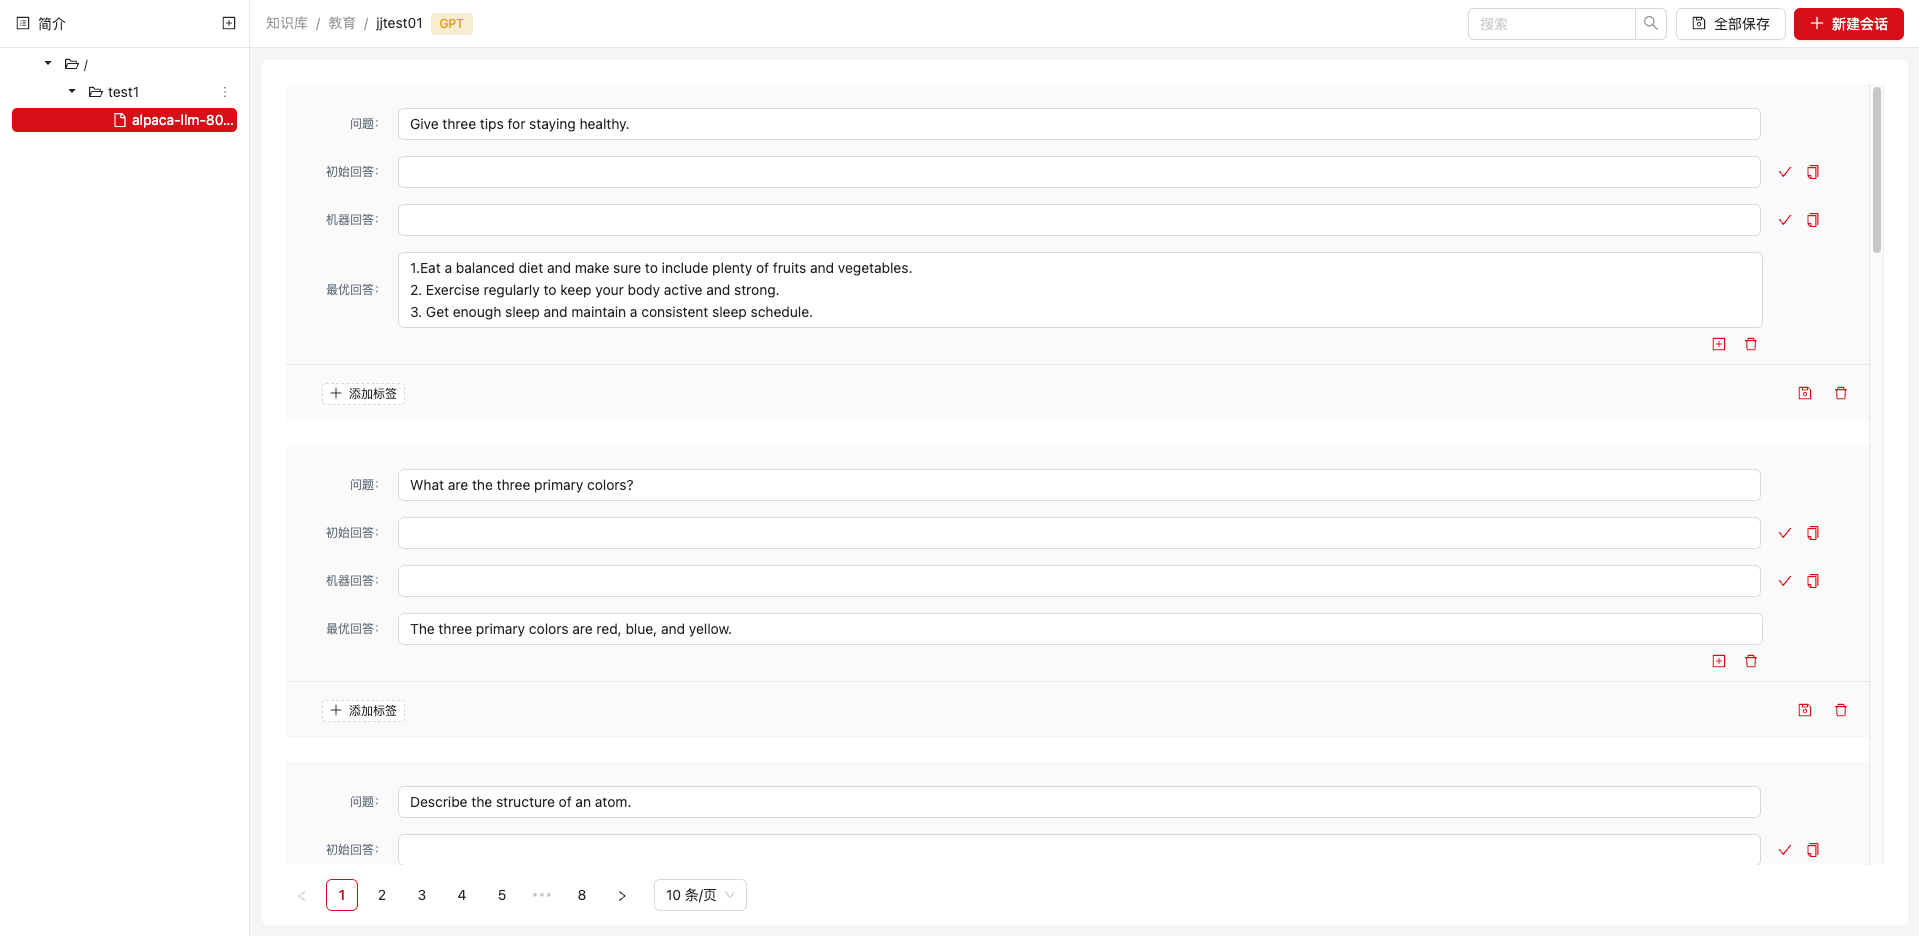 简介
知识库 / 教育 / jjtest01 GPT
搜索
全部保存
新建会话
/
test1
alpaca-llm-80...
问题:
Give three tips for staying healthy.
初始回答:
机器回答:
最优回答:
1.Eat a balanced diet and make sure to include plenty of fruits and vegetables.
2. Exercise regularly to keep your body active and strong.
3. Get enough sleep and maintain a consistent sleep schedule.
添加标签
问题:
What are the three primary colors?
初始回答:
机器回答:
最优回答:
The three primary colors are red, blue, and yellow.
添加标签
问题:
Describe the structure of an atom.
初始回答:
< 1 2 3 4 5 ••• 8 > 10 条/页